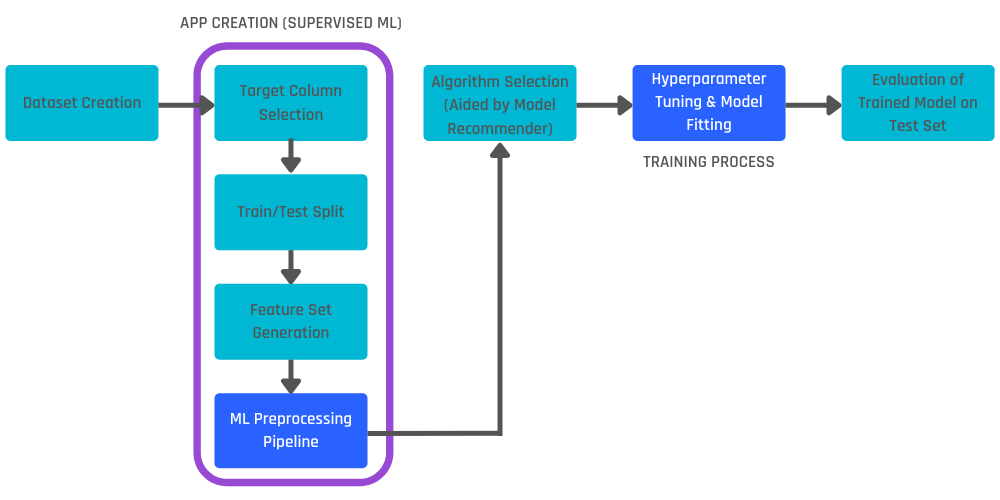 APP CREATION (SUPERVISED ML)
Dataset Creation
Target Column
Selection
Train/Test Split
Feature Set
Generation
ML Preprocessing
Pipeline
Algorithm Selection
(Aided by Model
Recommender)
Hyperparameter
Tuning & Model
Fitting
TRAINING PROCESS
Evaluation of
Trained Model on
Test Set